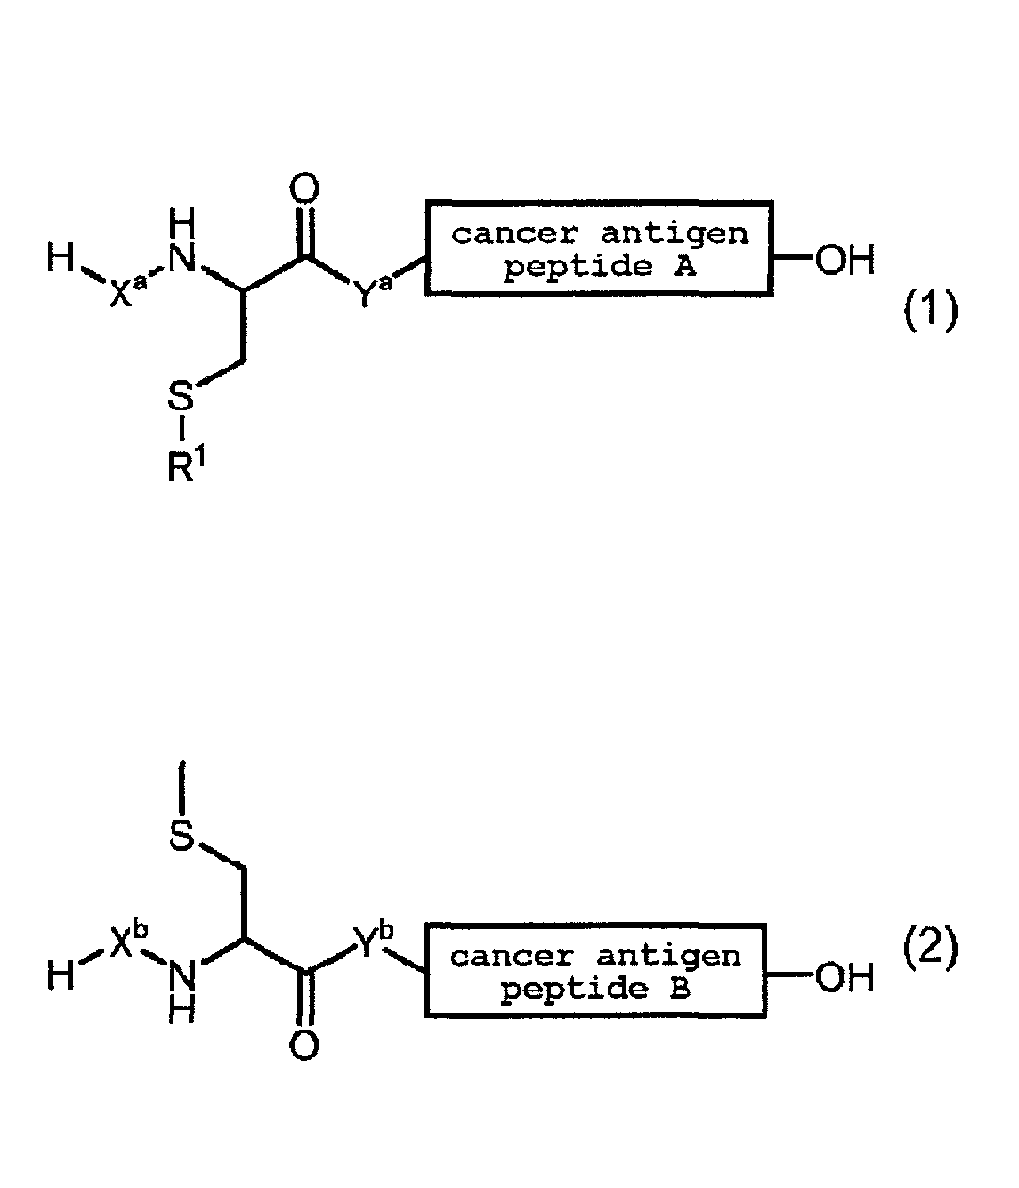 O
H
H
N
X^a
Y^a
cancer antigen
peptide A
OH
(1)
S
R^1
S
H
X^b
N
H
Y^b
cancer antigen
peptide B
OH
(2)
O